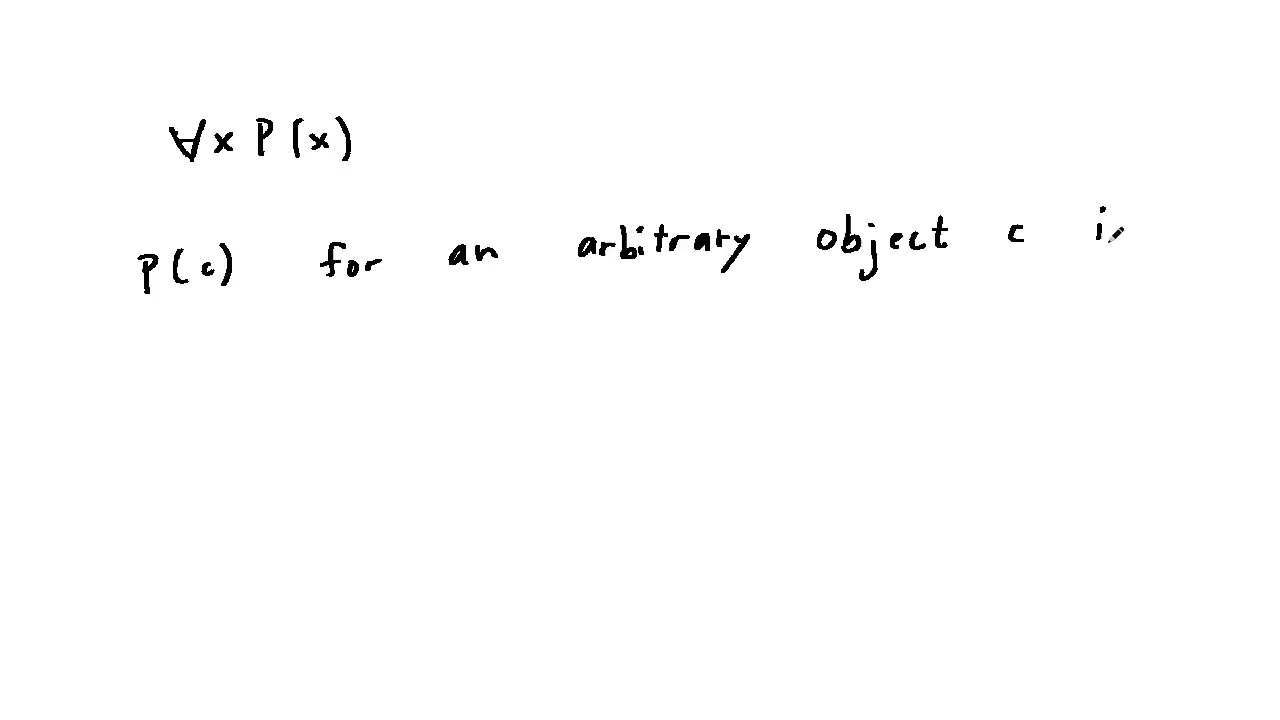 ∀x P(x)
P(c) for an arbitrary object c i